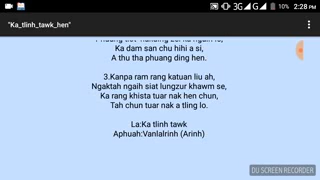 3G 4G 2:28 PM
"Ka_tlinh_tawk_hen"
Ka dam san chu hihi a si,
A thu tha phuang ding hen.
3.Kanpa ram rang katuan liu ah,
Ngaktah ngaih siat lungzur khawm se,
Ka rang khista tuar nak hen chun,
Tah chun tuar nak a tling lo.
La:Ka tlinh tawk
Aphuah:Vanlalrinh (Arinh)
DU SCREEN RECORDER